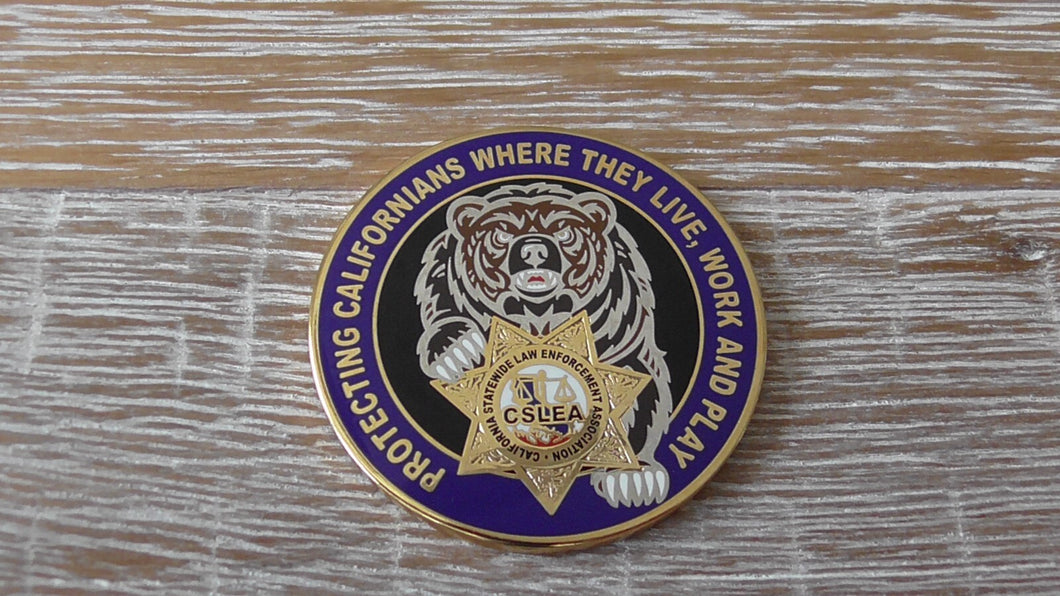 PROTECTING CALIFORNIANS WHERE THEY LIVE, WORK AND PLAY
CALIFORNIA STATEWIDE LAW ENFORCEMENT ASSOCIATION •
CSLEA